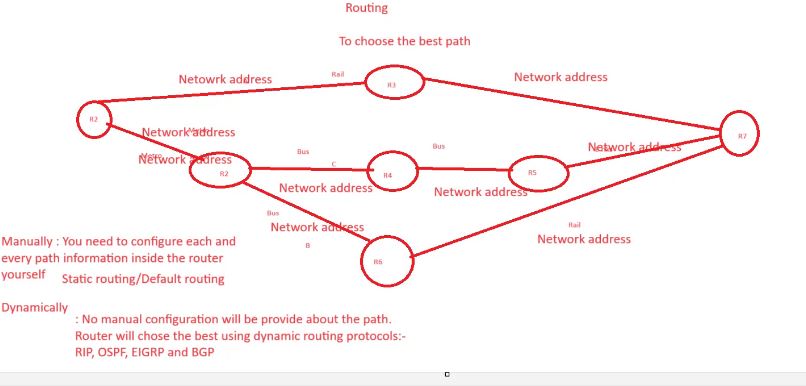 Routing
To choose the best path
Netowrk address
Rail
R3
Network address
R2
Network address
Network address
R2
Bus
C
R4
Bus
R5
Network address
R7
Network address
Network address
Bus
Network address
B
R6
Rail
Network address
Manually : You need to configure each and
every path information inside the router
yourself
Static routing/Default routing
Dynamically
: No manual configuration will be provide about the path.
Router will chose the best using dynamic routing protocols:-
RIP, OSPF, EIGRP and BGP